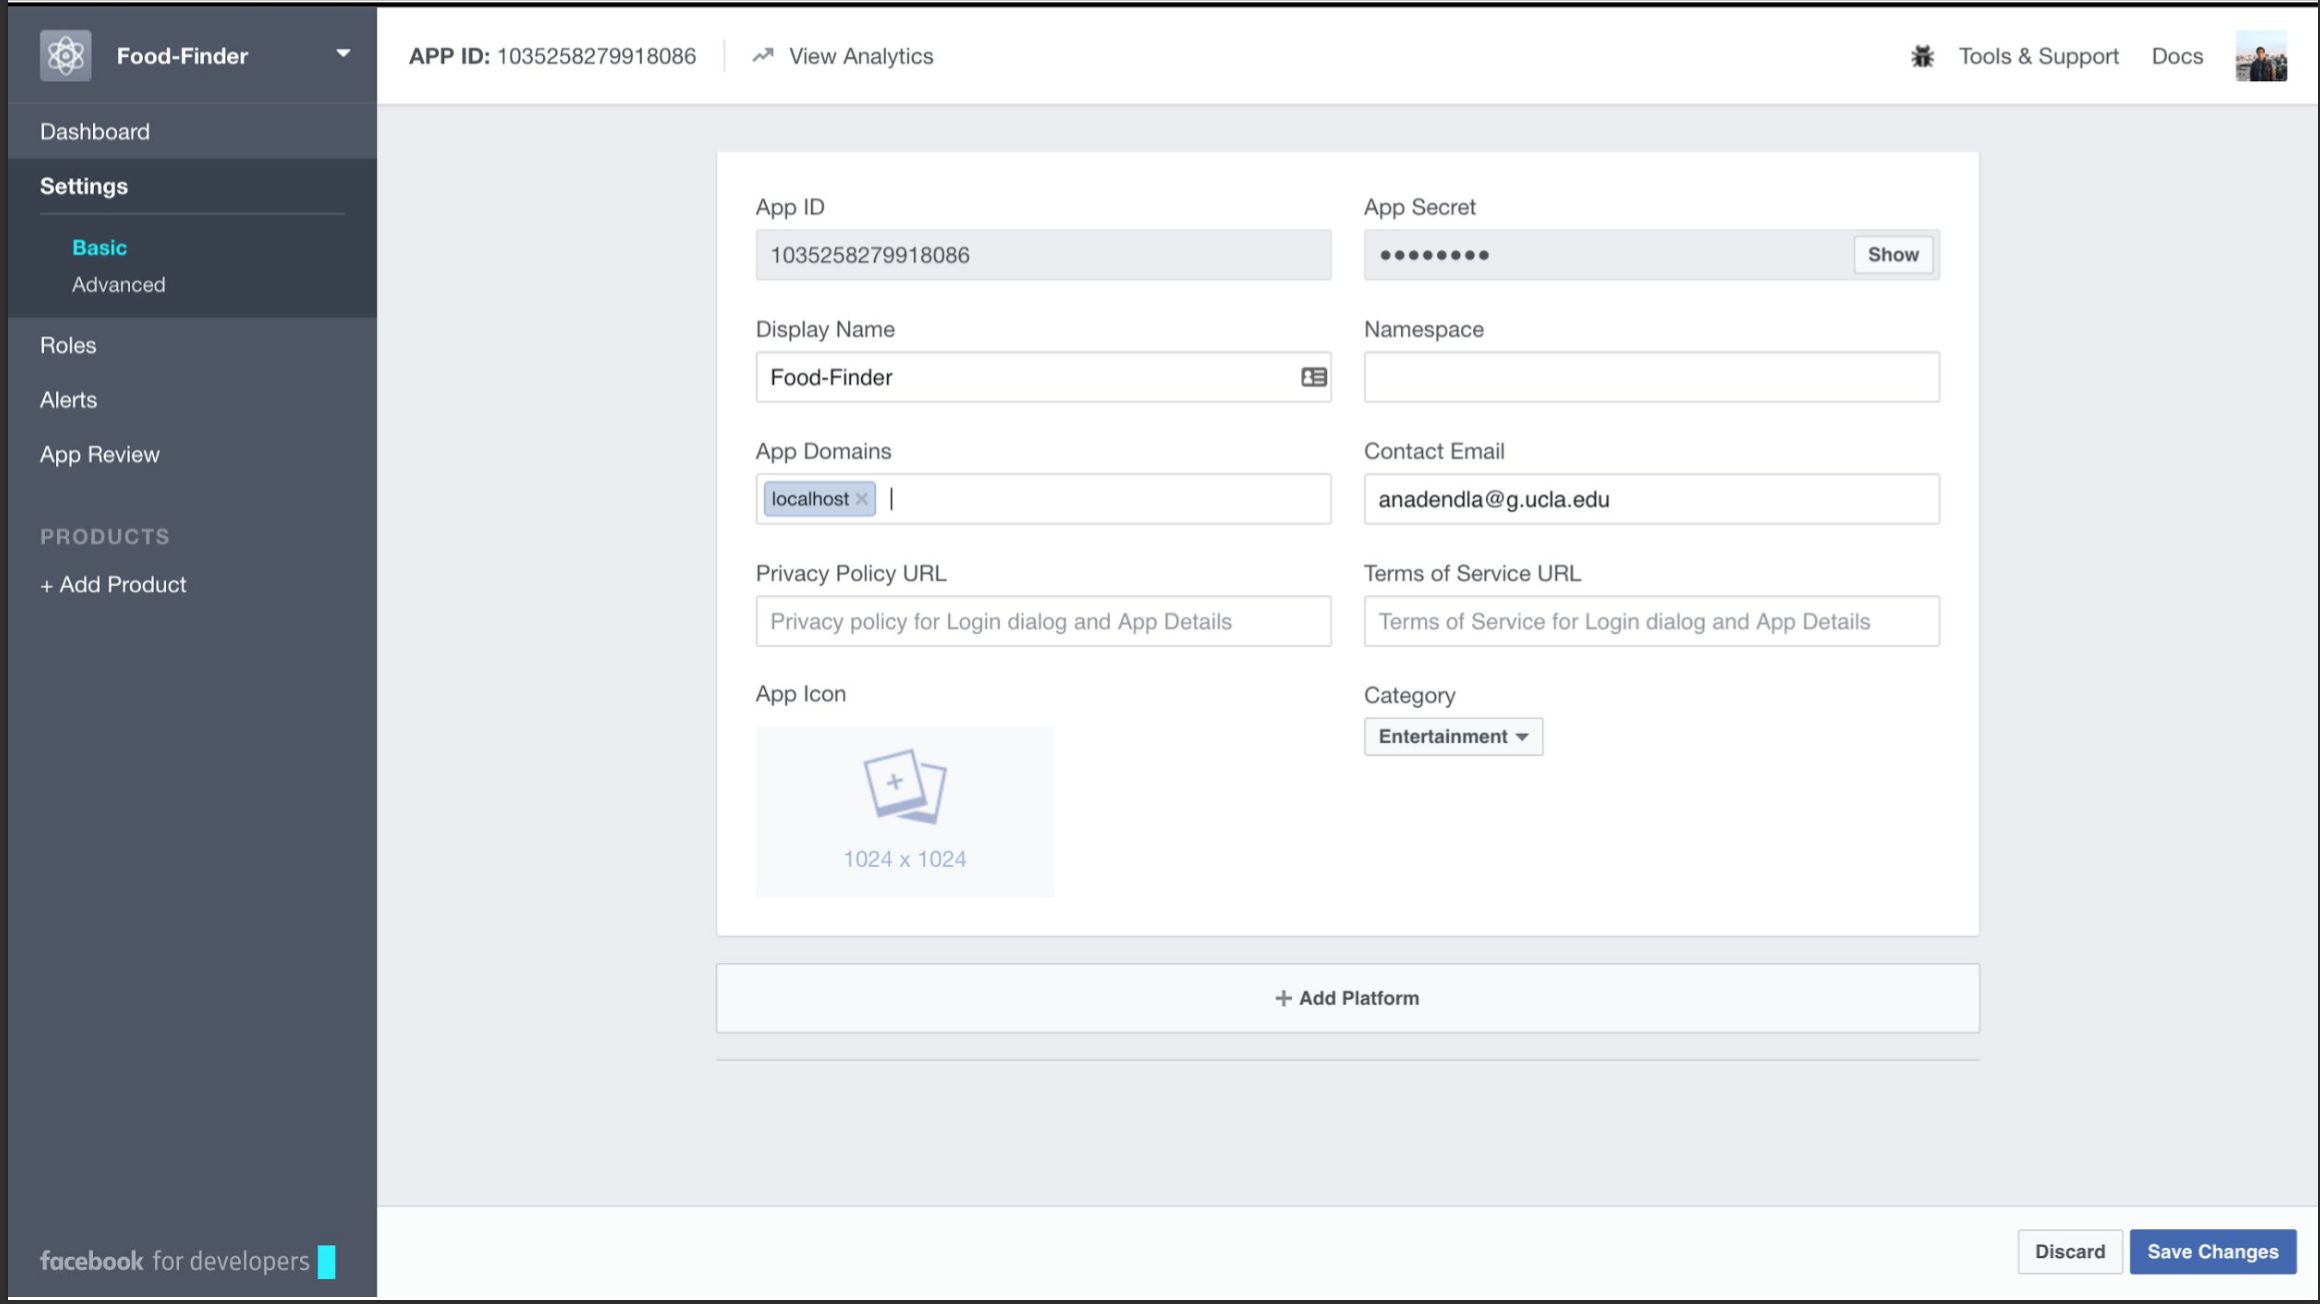 Food-Finder
APP ID: 1035258279918086
View Analytics
Tools & Support
Docs
Dashboard
Settings
Basic
Advanced
Roles
Alerts
App Review
PRODUCTS
+ Add Product
facebook for developers
App ID
1035258279918086
App Secret
••••••••
Show
Display Name
Food-Finder
Namespace
App Domains
localhost
Contact Email
anadendla@g.ucla.edu
Privacy Policy URL
Privacy policy for Login dialog and App Details
Terms of Service URL
Terms of Service for Login dialog and App Details
App Icon
1024 x 1024
Category
Entertainment
+ Add Platform
Discard
Save Changes